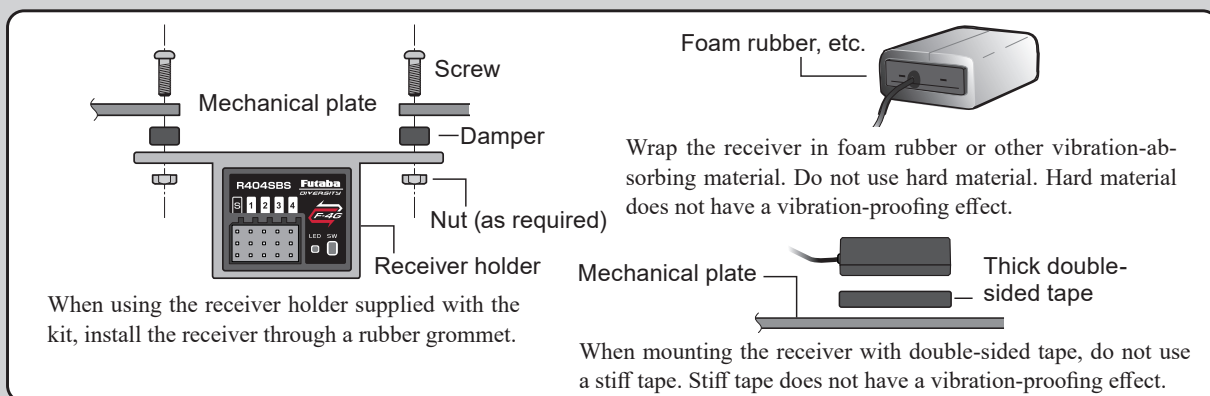 Screw
Mechanical plate
Damper
R404SBS Futaba
DIVERSITY
S 1 2 3 4
F-4G
LED SW
Nut (as required)
Receiver holder
When using the receiver holder supplied with the
kit, install the receiver through a rubber grommet.
Foam rubber, etc.
Wrap the receiver in foam rubber or other vibration-ab-
sorbing material. Do not use hard material. Hard material
does not have a vibration-proofing effect.
Mechanical plate
Thick double-
sided tape
When mounting the receiver with double-sided tape, do not use
a stiff tape. Stiff tape does not have a vibration-proofing effect.